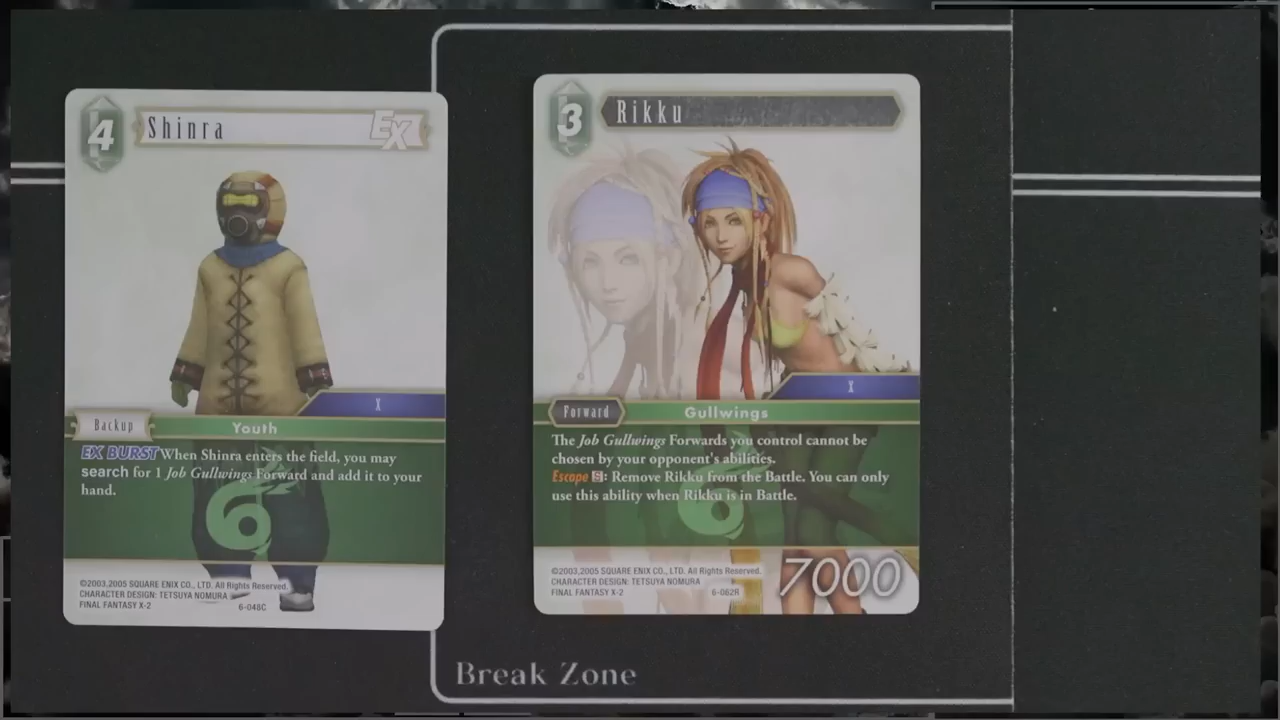 4
Shinra
EX
X
Backup
Youth
EX BURST When Shinra enters the field, you may
search for 1 Job Gullwings Forward and add it to your
hand.
6
©2003,2005 SQUARE ENIX CO., LTD. All Rights Reserved.
CHARACTER DESIGN: TETSUYA NOMURA
FINAL FANTASY X-2
6-048C
3
Rikku
X
Forward
Gullwings
The Job Gullwings Forwards you control cannot be
chosen by your opponent's abilities.
Escape S: Remove Rikku from the Battle. You can only
use this ability when Rikku is in Battle.
6
©2003,2005 SQUARE ENIX CO., LTD. All Rights Reserved.
CHARACTER DESIGN: TETSUYA NOMURA
FINAL FANTASY X-2
6-062R
7000
Break Zone